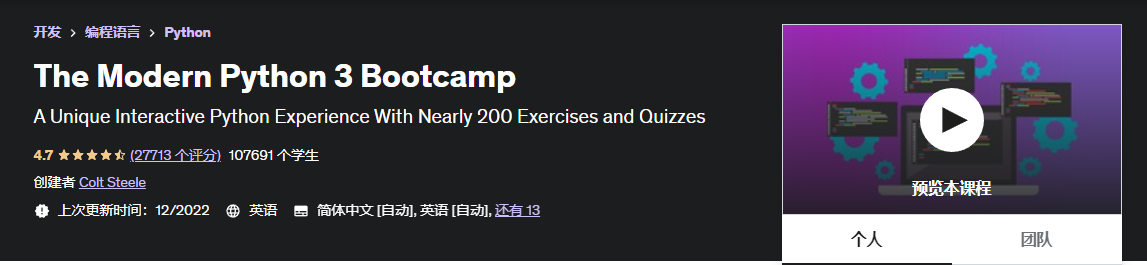 开发 > 编程语言 > Python
The Modern Python 3 Bootcamp
A Unique Interactive Python Experience With Nearly 200 Exercises and Quizzes
4.7 (27713 个评分) 107691 个学生
创建者 Colt Steele
上次更新时间：12/2022 英语 简体中文 [自动], 英语 [自动], 还有 13
预览本课程
个人 团队